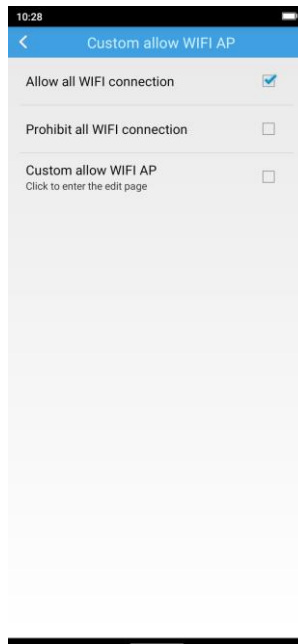 10:28
Custom allow WIFI AP
Allow all WIFI connection
Prohibit all WIFI connection
Custom allow WIFI AP
Click to enter the edit page